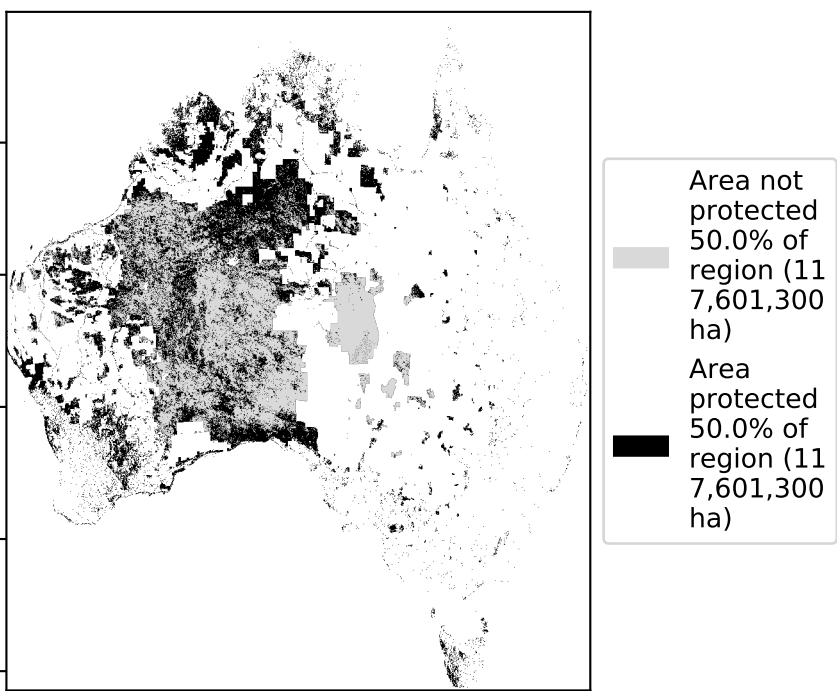 Area not
protected
50.0% of
region (11
7,601,300
ha)
Area
protected
50.0% of
region (11
7,601,300
ha)